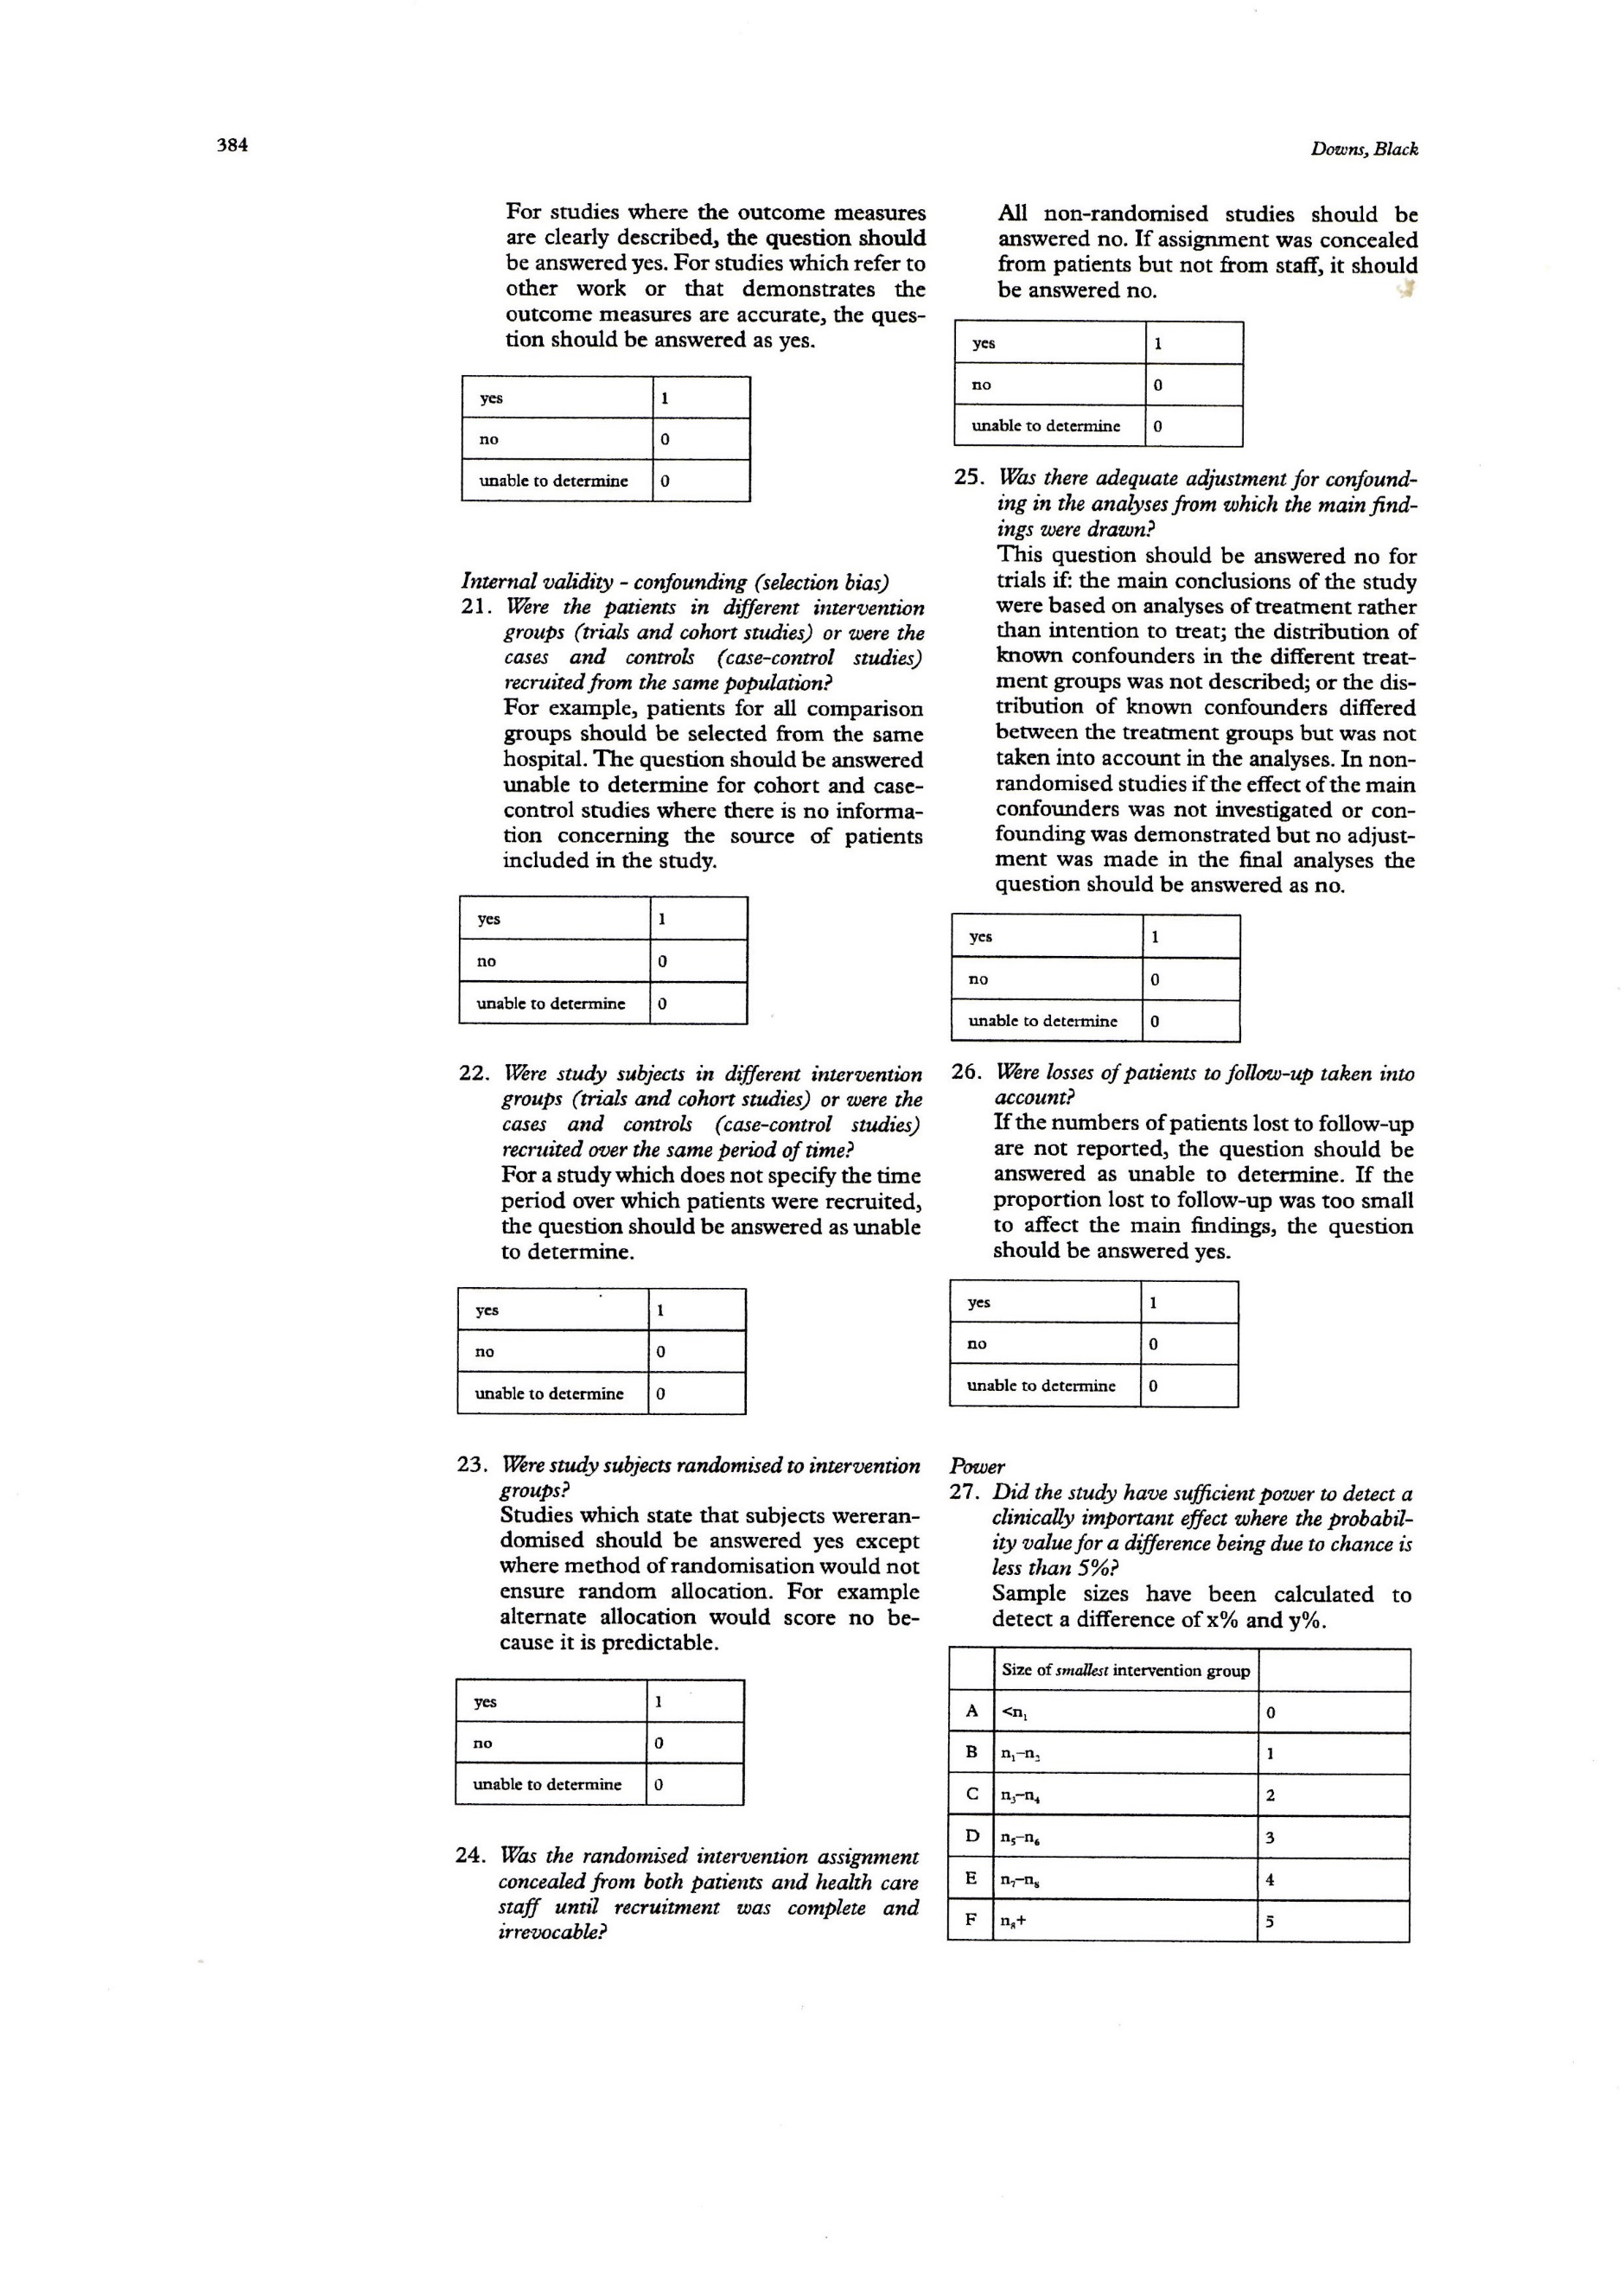 384
Downs, Black
For studies where the outcome measures
are clearly described, the question should
be answered yes. For studies which refer to
other work or that demonstrates the
outcome measures are accurate, the ques-
tion should be answered as yes.
yes 1
no 0
unable to determine 0
Internal validity - confounding (selection bias)
21. Were the patients in different intervention
groups (trials and cohort studies) or were the
cases and controls (case-control studies)
recruited from the same population?
For example, patients for all comparison
groups should be selected from the same
hospital. The question should be answered
unable to determine for cohort and case-
control studies where there is no informa-
tion concerning the source of patients
included in the study.
yes 1
no 0
unable to determine 0
22. Were study subjects in different intervention
groups (trials and cohort studies) or were the
cases and controls (case-control studies)
recruited over the same period of time?
For a study which does not specify the time
period over which patients were recruited,
the question should be answered as unable
to determine.
yes 1
no 0
unable to determine 0
23. Were study subjects randomised to intervention
groups?
Studies which state that subjects wereran-
domised should be answered yes except
where method of randomisation would not
ensure random allocation. For example
alternate allocation would score no be-
cause it is predictable.
yes 1
no 0
unable to determine 0
24. Was the randomised intervention assignment
concealed from both patients and health care
staff until recruitment was complete and
irrevocable?
All non-randomised studies should be
answered no. If assignment was concealed
from patients but not from staff, it should
be answered no.
yes 1
no 0
unable to determine 0
25. Was there adequate adjustment for confound-
ing in the analyses from which the main find-
ings were drawn?
This question should be answered no for
trials if: the main conclusions of the study
were based on analyses of treatment rather
than intention to treat; the distribution of
known confounders in the different treat-
ment groups was not described; or the dis-
tribution of known confounders differed
between the treatment groups but was not
taken into account in the analyses. In non-
randomised studies if the effect of the main
confounders was not investigated or con-
founding was demonstrated but no adjust-
ment was made in the final analyses the
question should be answered as no.
yes 1
no 0
unable to determine 0
26. Were losses of patients to follow-up taken into
account?
If the numbers of patients lost to follow-up
are not reported, the question should be
answered as unable to determine. If the
proportion lost to follow-up was too small
to affect the main findings, the question
should be answered yes.
yes 1
no 0
unable to determine 0
Power
27. Did the study have sufficient power to detect a
clinically important effect where the probabil-
ity value for a difference being due to chance is
less than 5%?
Sample sizes have been calculated to
detect a difference of x% and y%.
Size of smallest intervention group
A <n₁ 0
B n₁–n₂ 1
C n₃–n₄ 2
D n₅–n₆ 3
E n₇–n₈ 4
F n₈+ 5